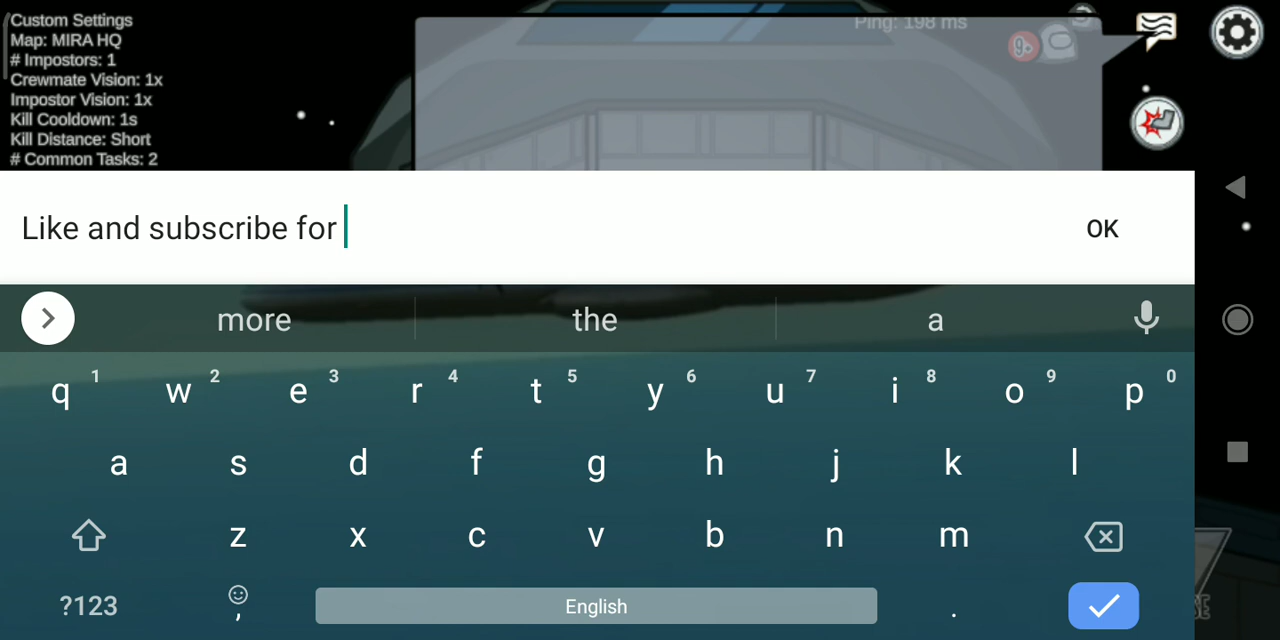 Custom Settings
Map: MIRA HQ
# Impostors: 1
Crewmate Vision: 1x
Impostor Vision: 1x
Kill Cooldown: 1s
Kill Distance: Short
# Common Tasks: 2
Ping: 198 ms
9+
Like and subscribe for
OK
more the a
q 1 w 2 e 3 r 4 t 5 y 6 u 7 i 8 o 9 p 0
a s d f g h j k l
z x c v b n m
?123 , English .